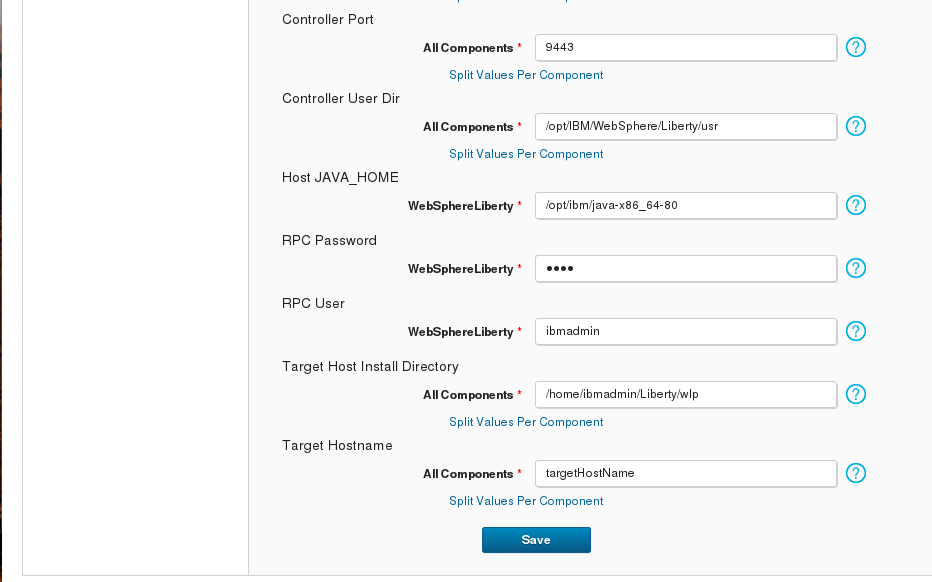 Controller Port
All Components * 9443 ?
Split Values Per Component
Controller User Dir
All Components * /opt/IBM/WebSphere/Liberty/usr ?
Split Values Per Component
Host JAVA_HOME
WebSphereLiberty * /opt/ibm/java-x86_64-80 ?
RPC Password
WebSphereLiberty * •••• ?
RPC User
WebSphereLiberty * ibmadmin ?
Target Host Install Directory
All Components * /home/ibmadmin/Liberty/wlp ?
Split Values Per Component
Target Hostname
All Components * targetHostName ?
Split Values Per Component
Save